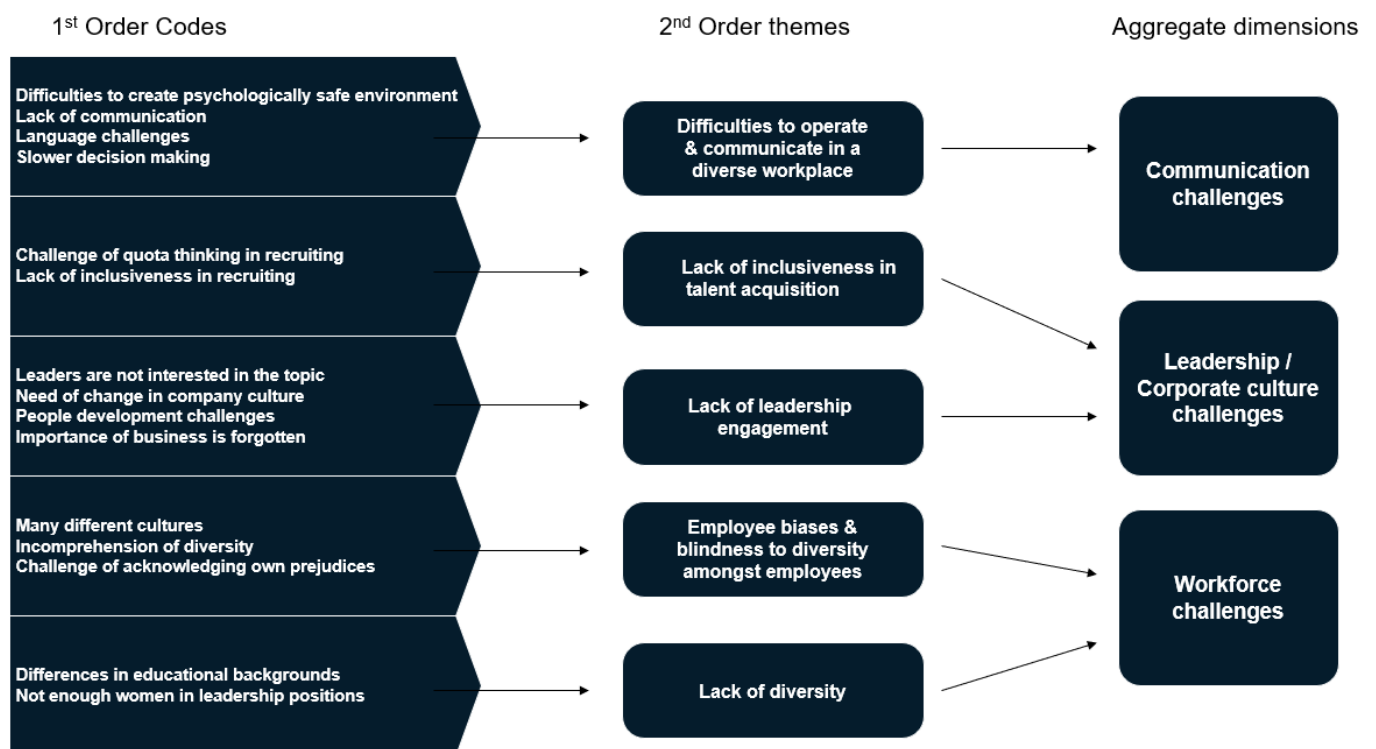 1st Order Codes
2nd Order themes
Aggregate dimensions
Difficulties to create psychologically safe environment
Lack of communication
Language challenges
Slower decision making
Difficulties to operate
& communicate in a
diverse workplace
Communication
challenges
Challenge of quota thinking in recruiting
Lack of inclusiveness in recruiting
Lack of inclusiveness in
talent acquisition
Leaders are not interested in the topic
Need of change in company culture
People development challenges
Importance of business is forgotten
Lack of leadership
engagement
Leadership /
Corporate culture
challenges
Many different cultures
Incomprehension of diversity
Challenge of acknowledging own prejudices
Employee biases &
blindness to diversity
amongst employees
Workforce
challenges
Differences in educational backgrounds
Not enough women in leadership positions
Lack of diversity